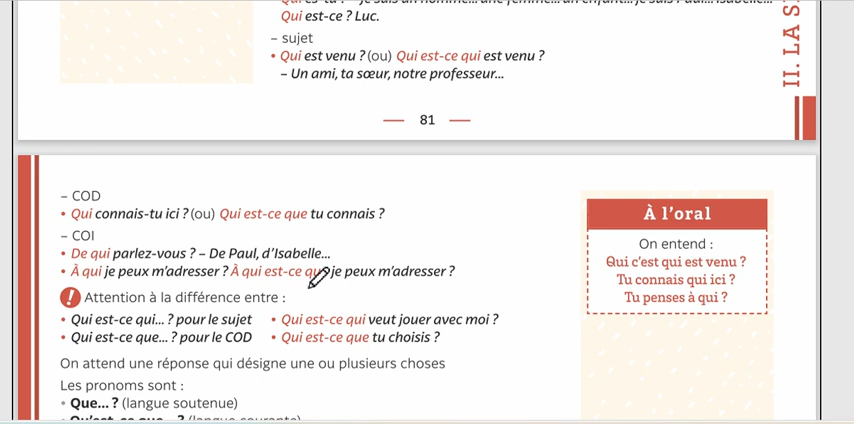 Qui est-ce ? Luc.
– sujet
• Qui est venu ? (ou) Qui est-ce qui est venu ?
– Un ami, ta sœur, notre professeur...
II. LA S
81
– COD
• Qui connais-tu ici ? (ou) Qui est-ce que tu connais ?
– COI
• De qui parlez-vous ? – De Paul, d’Isabelle...
• À qui je peux m’adresser ? À qui est-ce je peux m’adresser ?
! Attention à la différence entre :
• Qui est-ce qui... ? pour le sujet • Qui est-ce qui veut jouer avec moi ?
• Qui est-ce que... ? pour le COD • Qui est-ce que tu choisis ?
On attend une réponse qui désigne une ou plusieurs choses
Les pronoms sont :
• Que... ? (langue soutenue)
À l’oral
On entend :
Qui c’est qui est venu ?
Tu connais qui ici ?
Tu penses à qui ?